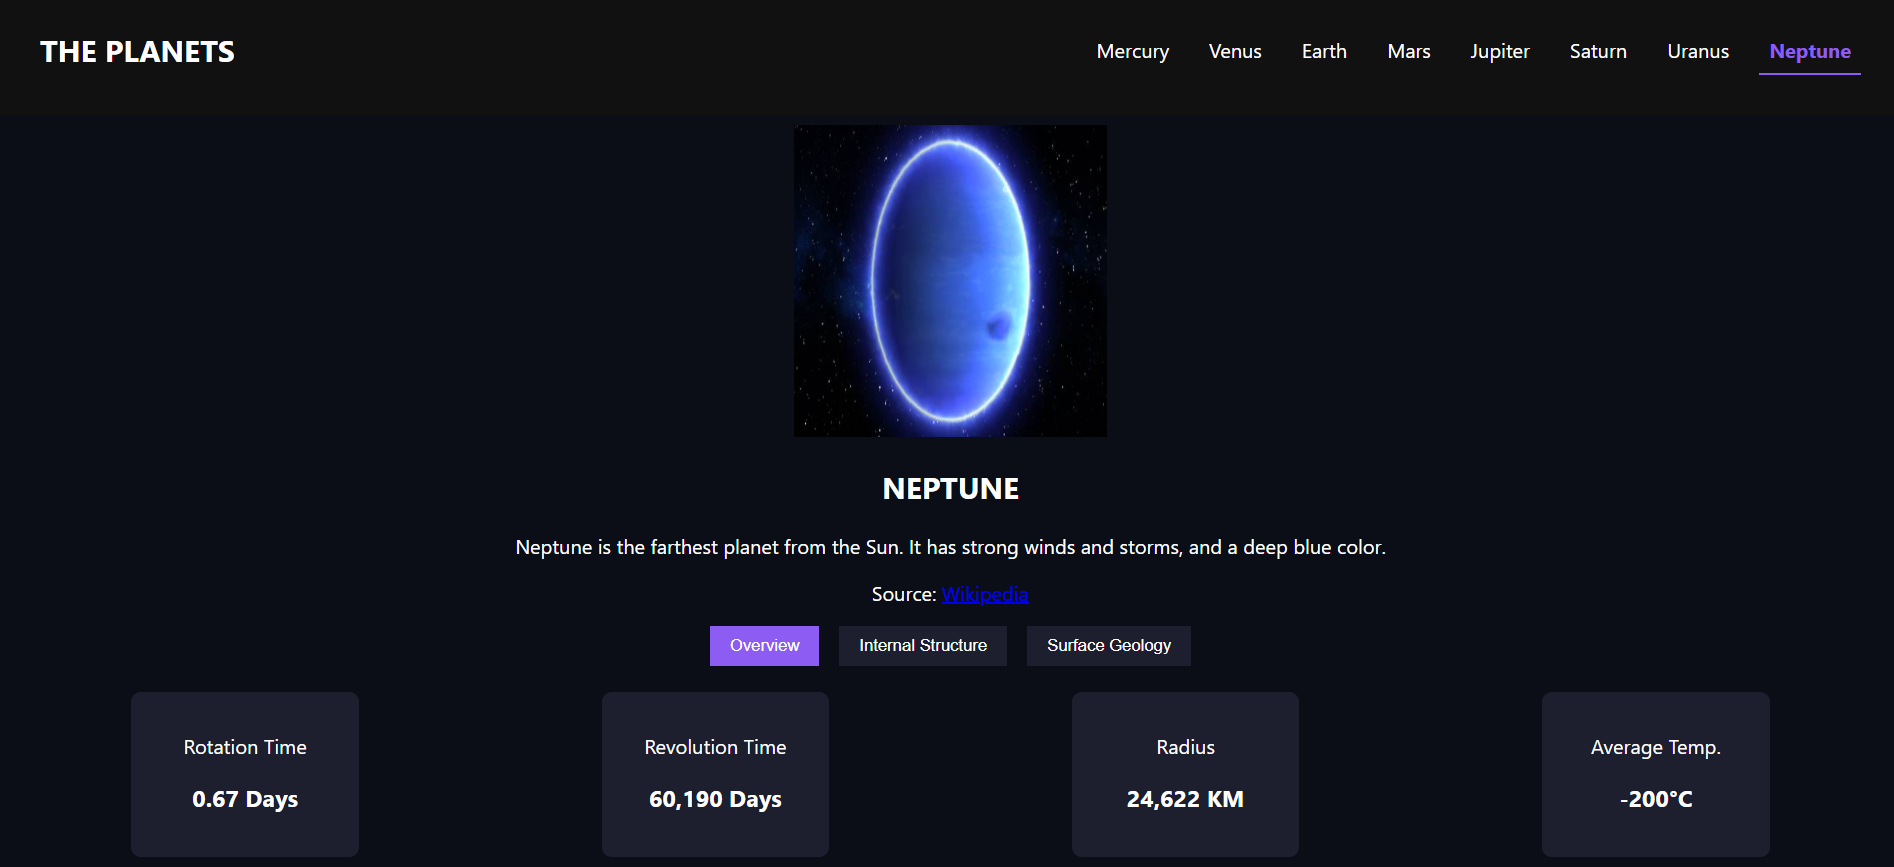 THE PLANETS
Mercury Venus Earth Mars Jupiter Saturn Uranus Neptune
NEPTUNE
Neptune is the farthest planet from the Sun. It has strong winds and storms, and a deep blue color.
Source: Wikipedia
Overview Internal Structure Surface Geology
Rotation Time
0.67 Days
Revolution Time
60,190 Days
Radius
24,622 KM
Average Temp.
-200°C